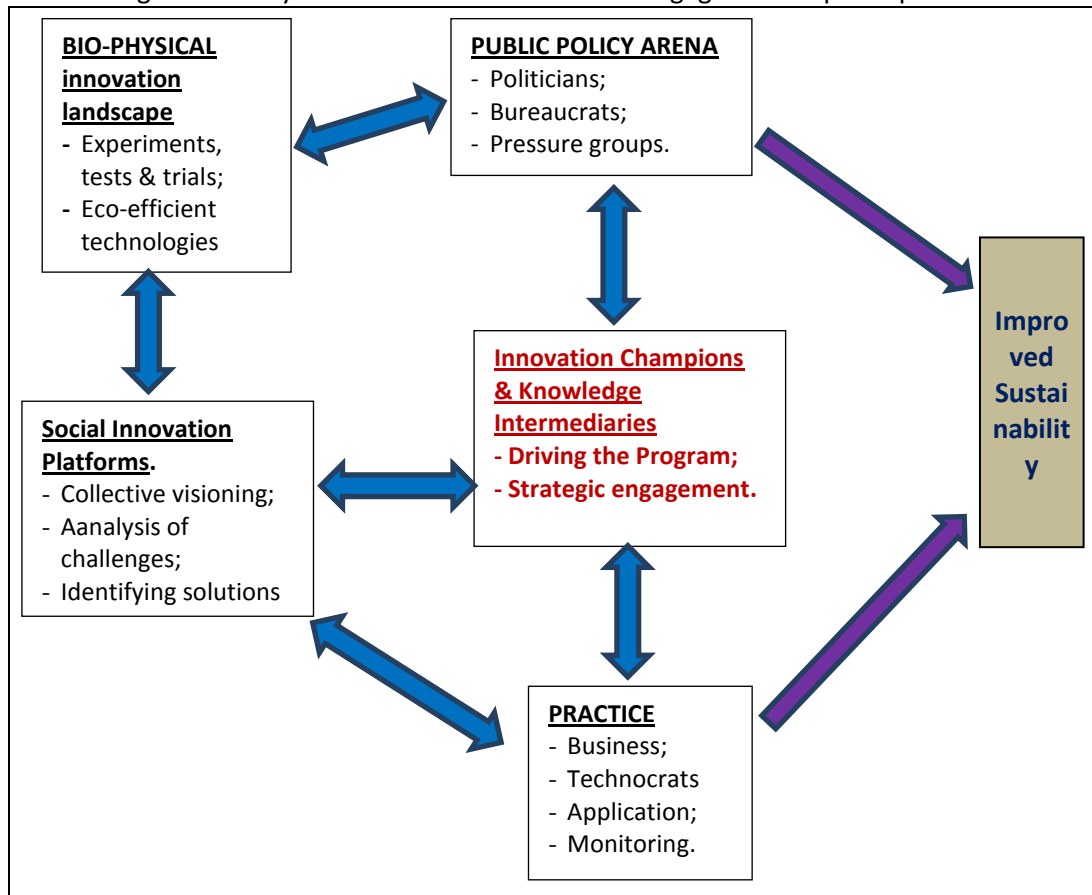 BIO-PHYSICAL
innovation
landscape
- Experiments,
tests & trials;
- Eco-efficient
technologies
PUBLIC POLICY ARENA
- Politicians;
- Bureaucrats;
- Pressure groups.
Social Innovation
Platforms.
- Collective visioning;
- Aanalysis of
challenges;
- Identifying solutions
Innovation Champions
& Knowledge
Intermediaries
- Driving the Program;
- Strategic engagement.
Impro
ved
Sustai
nabilit
y
PRACTICE
- Business;
- Technocrats
- Application;
- Monitoring.